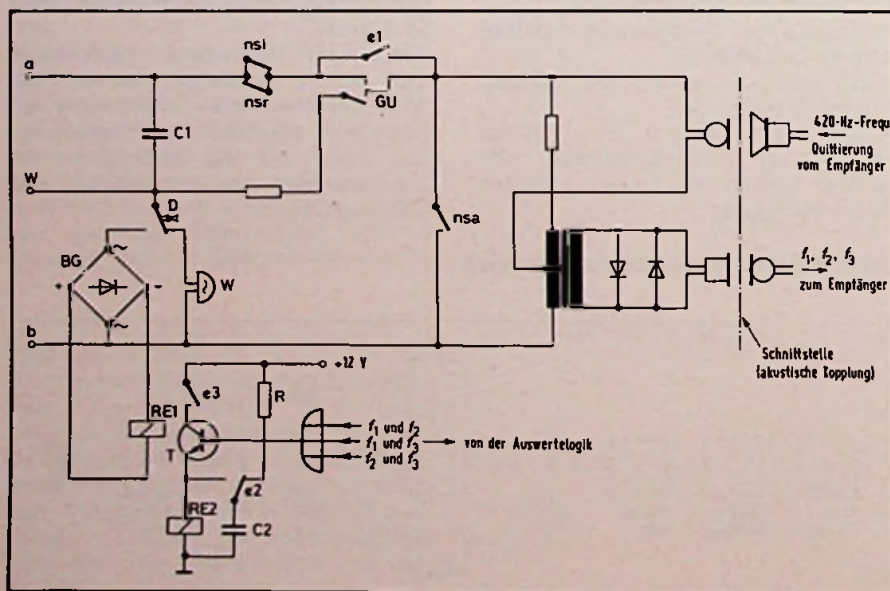 nsi
e1
a
nsr
GU
C1
420-Hz-Frequ
Quittierung
vom Empfänger
W
D
nsa
BG
W
f1, f2, f3
zum Empfänger
+
-
~
~
b
Schnittstelle
(akustische Kopplung)
+12 V
e3
R
RE1
f1 und f2
f1 und f3
f2 und f3
von der Auswertelogik
T
e2
RE2
C2